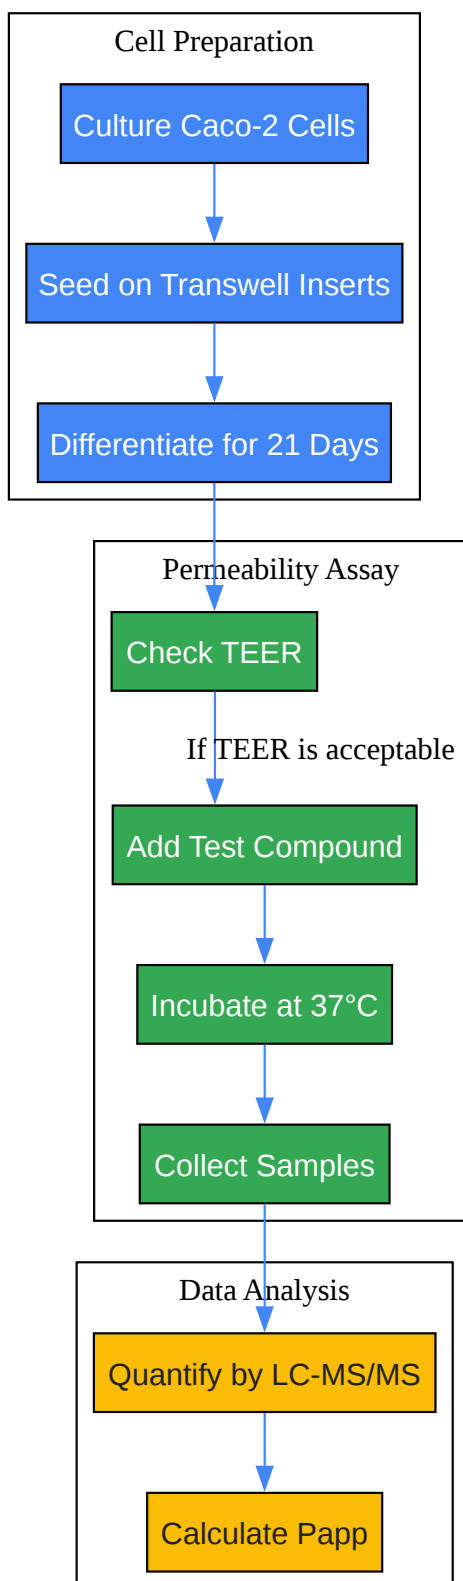 Cell Preparation
Culture Caco-2 Cells
Seed on Transwell Inserts
Differentiate for 21 Days
Permeability Assay
Check TEER
If TEER is acceptable
Add Test Compound
Incubate at 37°C
Collect Samples
Data Analysis
Quantify by LC-MS/MS
Calculate Papp